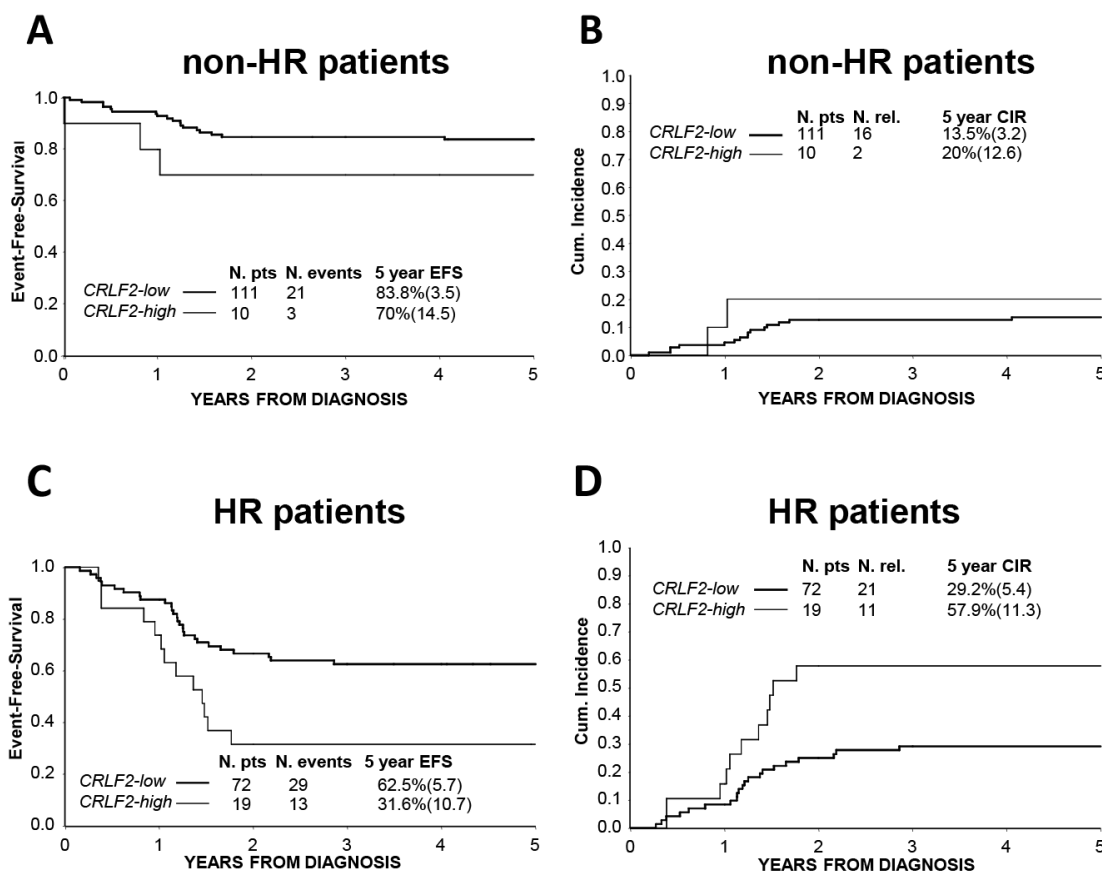 A
non-HR patients
1.0
0.8
0.6
0.4
0.2
0.0
Event-Free-Survival
N. pts N. events 5 year EFS
CRLF2-low 111 21 83.8%(3.5)
CRLF2-high 10 3 70%(14.5)
0 1 2 3 4 5
YEARS FROM DIAGNOSIS
B
non-HR patients
1.0
0.9
0.8
0.7
0.6
0.5
0.4
0.3
0.2
0.1
0.0
Cum. Incidence
N. pts N. rel. 5 year CIR
CRLF2-low 111 16 13.5%(3.2)
CRLF2-high 10 2 20%(12.6)
0 1 2 3 4 5
YEARS FROM DIAGNOSIS
C
HR patients
1.0
0.8
0.6
0.4
0.2
0.0
Event-Free-Survival
N. pts N. events 5 year EFS
CRLF2-low 72 29 62.5%(5.7)
CRLF2-high 19 13 31.6%(10.7)
0 1 2 3 4 5
YEARS FROM DIAGNOSIS
D
HR patients
1.0
0.9
0.8
0.7
0.6
0.5
0.4
0.3
0.2
0.1
0.0
Cum. Incidence
N. pts N. rel. 5 year CIR
CRLF2-low 72 21 29.2%(5.4)
CRLF2-high 19 11 57.9%(11.3)
0 1 2 3 4 5
YEARS FROM DIAGNOSIS